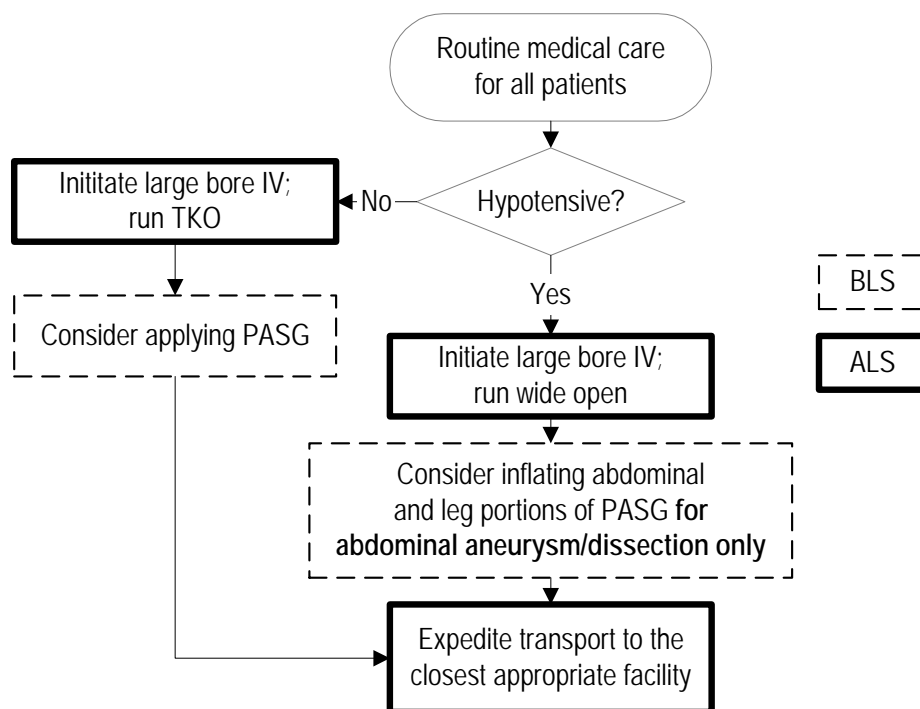 Routine medical care
for all patients
Hypotensive?
No
Inititate large bore IV;
run TKO
Consider applying PASG
Yes
Initiate large bore IV;
run wide open
Consider inflating abdominal
and leg portions of PASG for
abdominal aneurysm/dissection only
Expedite transport to the
closest appropriate facility
BLS
ALS